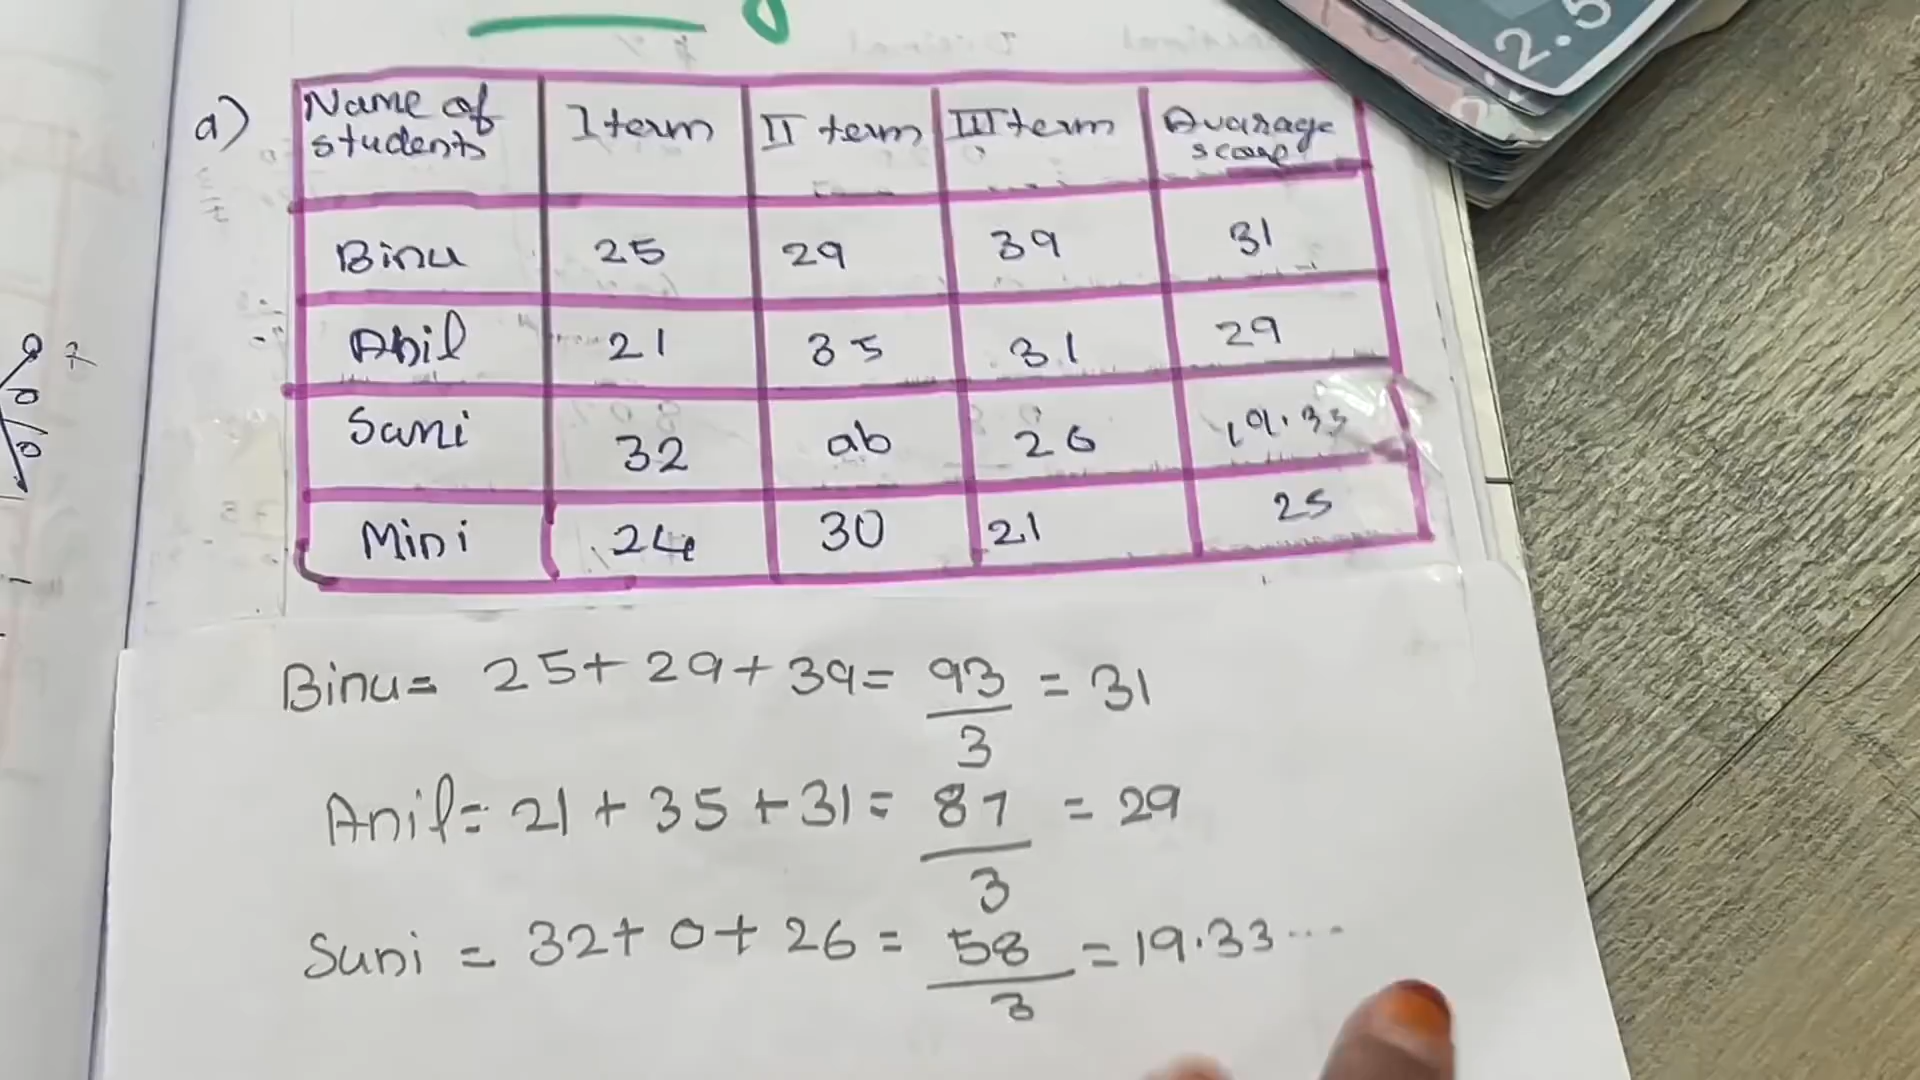 a)
Name of students | I term | II term | III term | Avarage score
Binu | 25 | 29 | 39 | 31
Anil | 21 | 35 | 31 | 29
Suni | 32 | ab | 26 | 19.33
Mini | 24 | 30 | 21 | 25
Binu = 25 + 29 + 39 = 93/3 = 31
Anil = 21 + 35 + 31 = 87/3 = 29
Suni = 32 + 0 + 26 = 58/3 = 19.33...
2.5